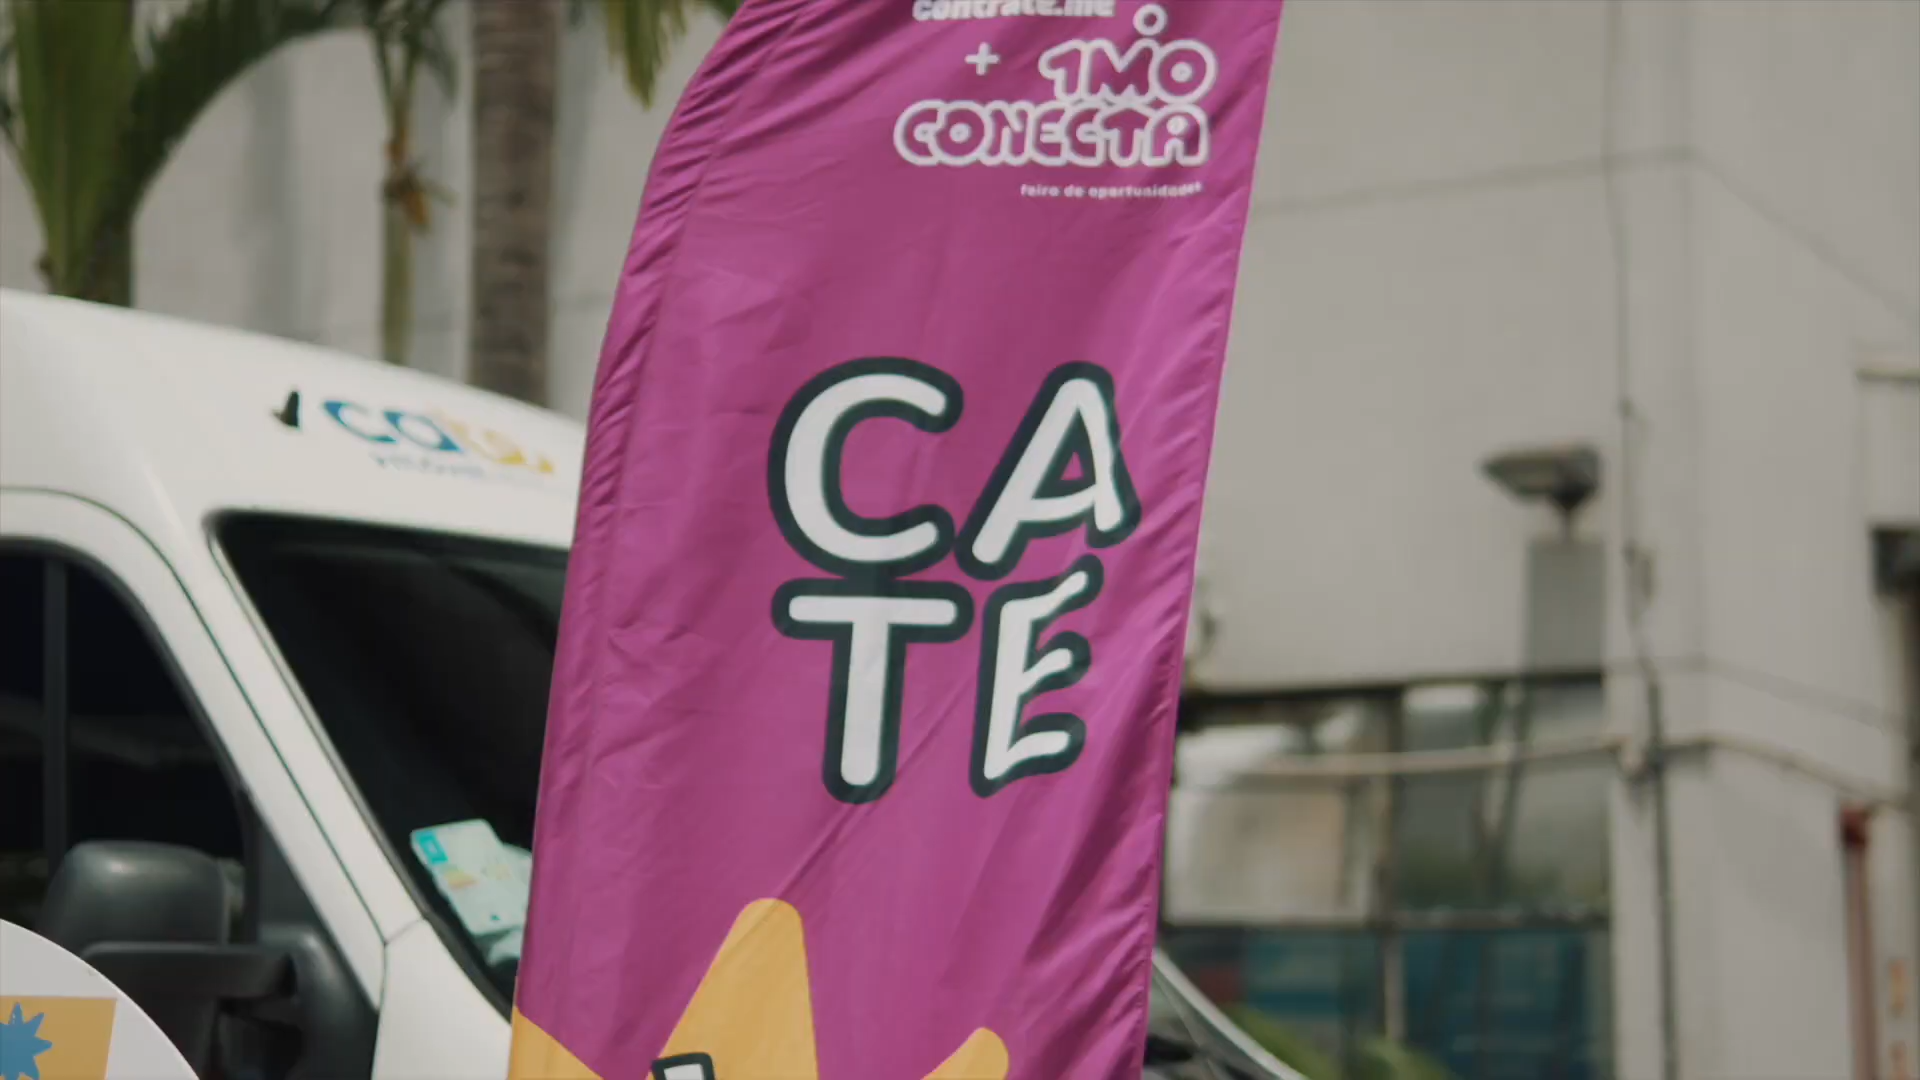 contrate.me
+ 1MO
CONECTA
feira de oportunidades
CA
TÉ